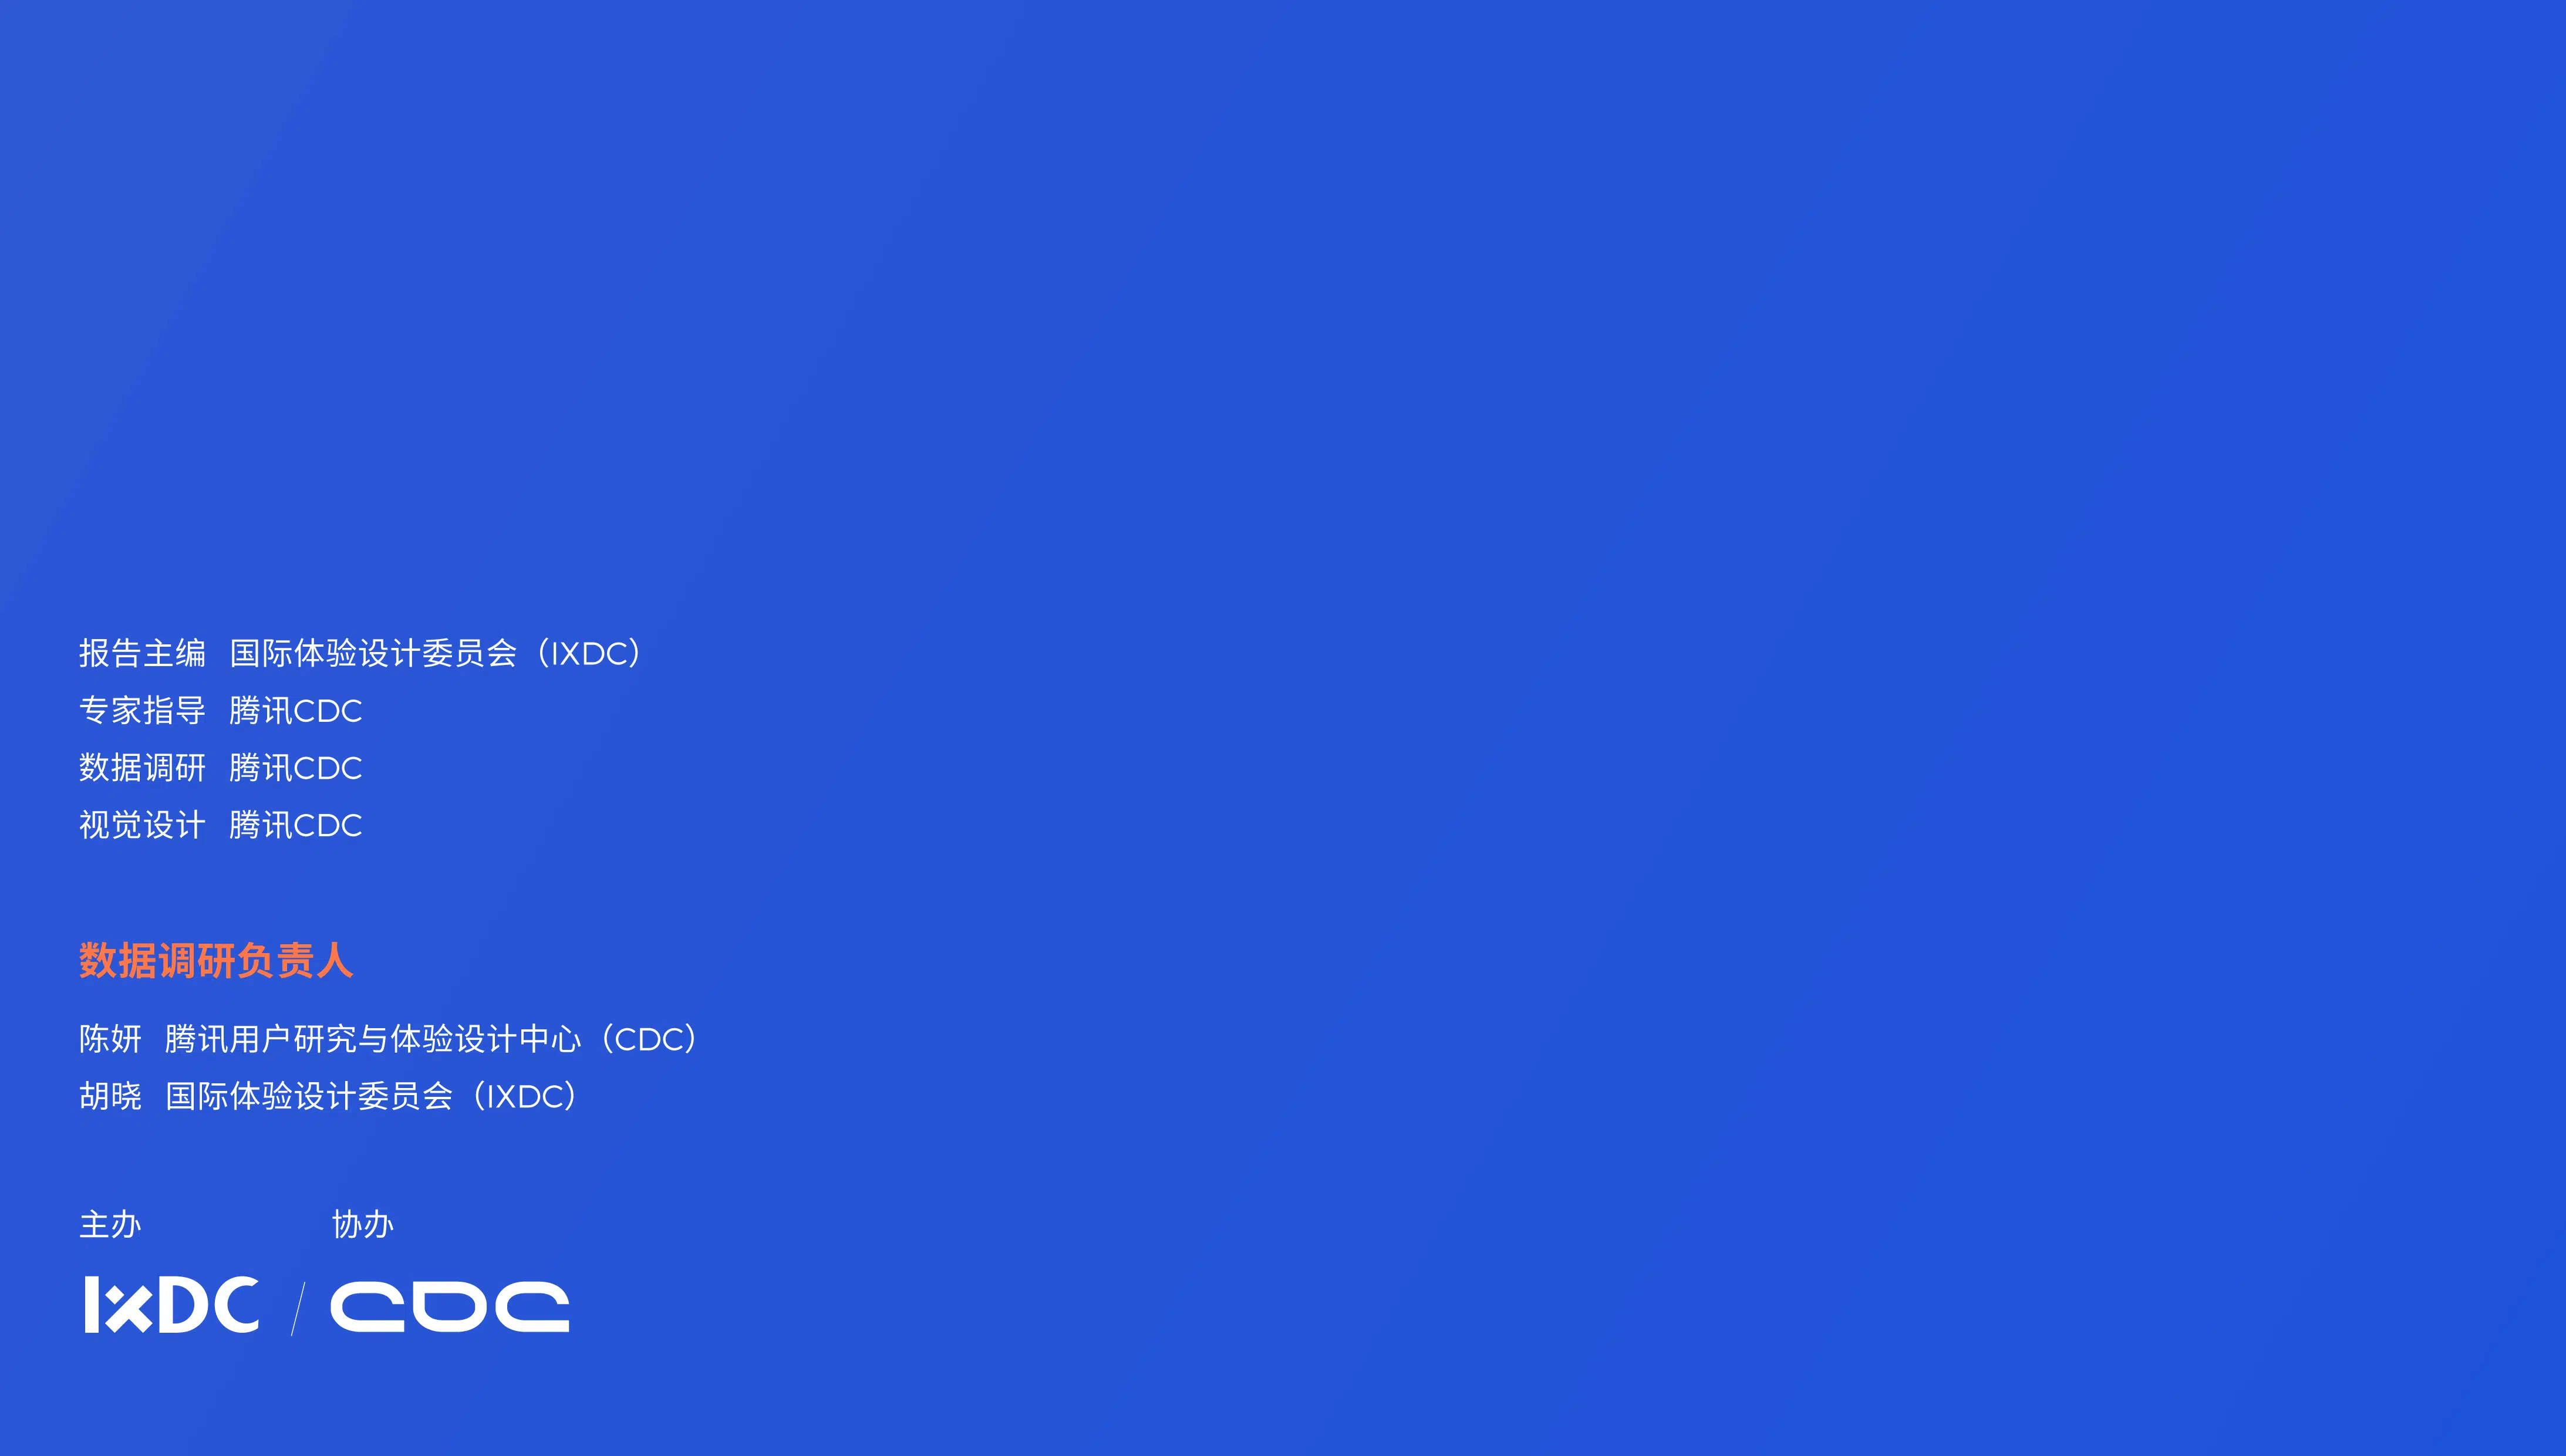 报告主编 国际体验设计委员会（IXDC）
专家指导 腾讯CDC
数据调研 腾讯CDC
视觉设计 腾讯CDC
数据调研负责人
陈妍 腾讯用户研究与体验设计中心（CDC）
胡晓 国际体验设计委员会（IXDC）
主办 协办
IxDC / CDC